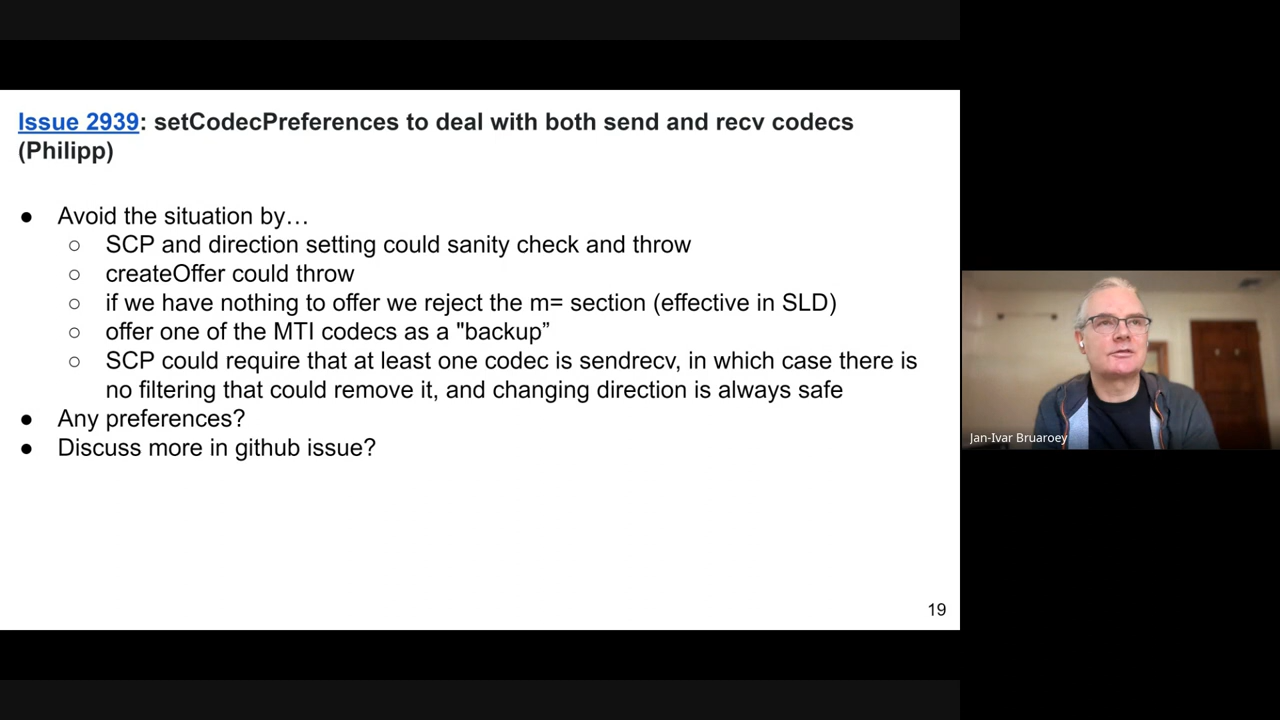 Issue 2939: setCodecPreferences to deal with both send and recv codecs
(Philipp)
● Avoid the situation by…
○ SCP and direction setting could sanity check and throw
○ createOffer could throw
○ if we have nothing to offer we reject the m= section (effective in SLD)
○ offer one of the MTI codecs as a "backup”
○ SCP could require that at least one codec is sendrecv, in which case there is
no filtering that could remove it, and changing direction is always safe
● Any preferences?
● Discuss more in github issue?
19
Jan-Ivar Bruaroey